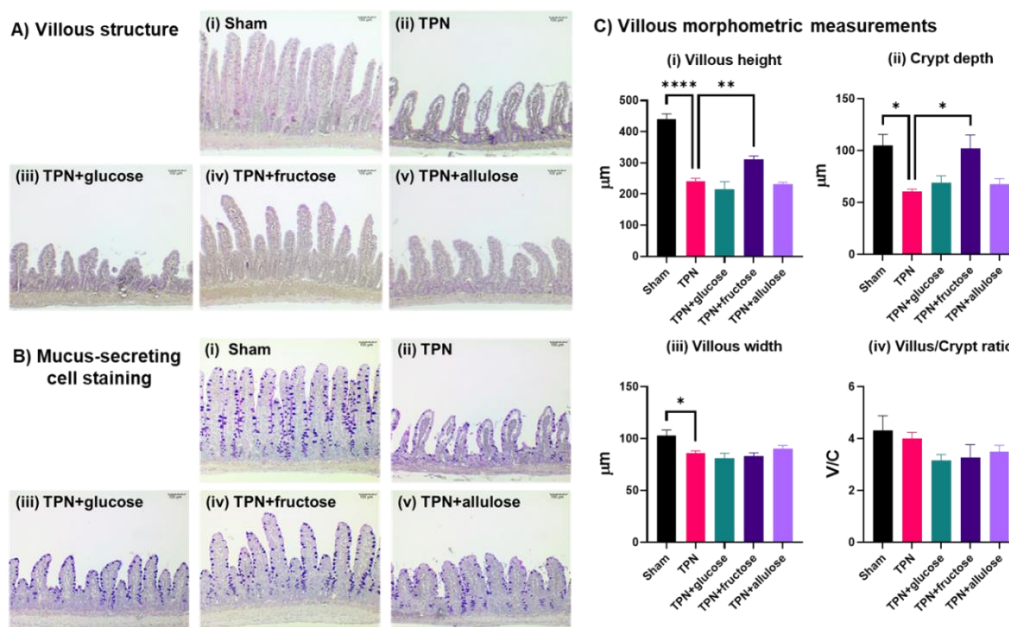 A) Villous structure
(i) Sham
(ii) TPN
(iii) TPN+glucose
(iv) TPN+fructose
(v) TPN+allulose
B) Mucus-secreting
cell staining
(i) Sham
(ii) TPN
(iii) TPN+glucose
(iv) TPN+fructose
(v) TPN+allulose
C) Villous morphometric measurements
(i) Villous height
**** **
500
400
300
200
100
0
µm
Sham
TPN
TPN+glucose
TPN+fructose
TPN+allulose
(ii) Crypt depth
* *
150
100
50
0
µm
Sham
TPN
TPN+glucose
TPN+fructose
TPN+allulose
(iii) Villous width
*
150
100
50
0
µm
Sham
TPN
TPN+glucose
TPN+fructose
TPN+allulose
(iv) Villus/Crypt ratio
6
4
2
0
V/C
Sham
TPN
TPN+glucose
TPN+fructose
TPN+allulose